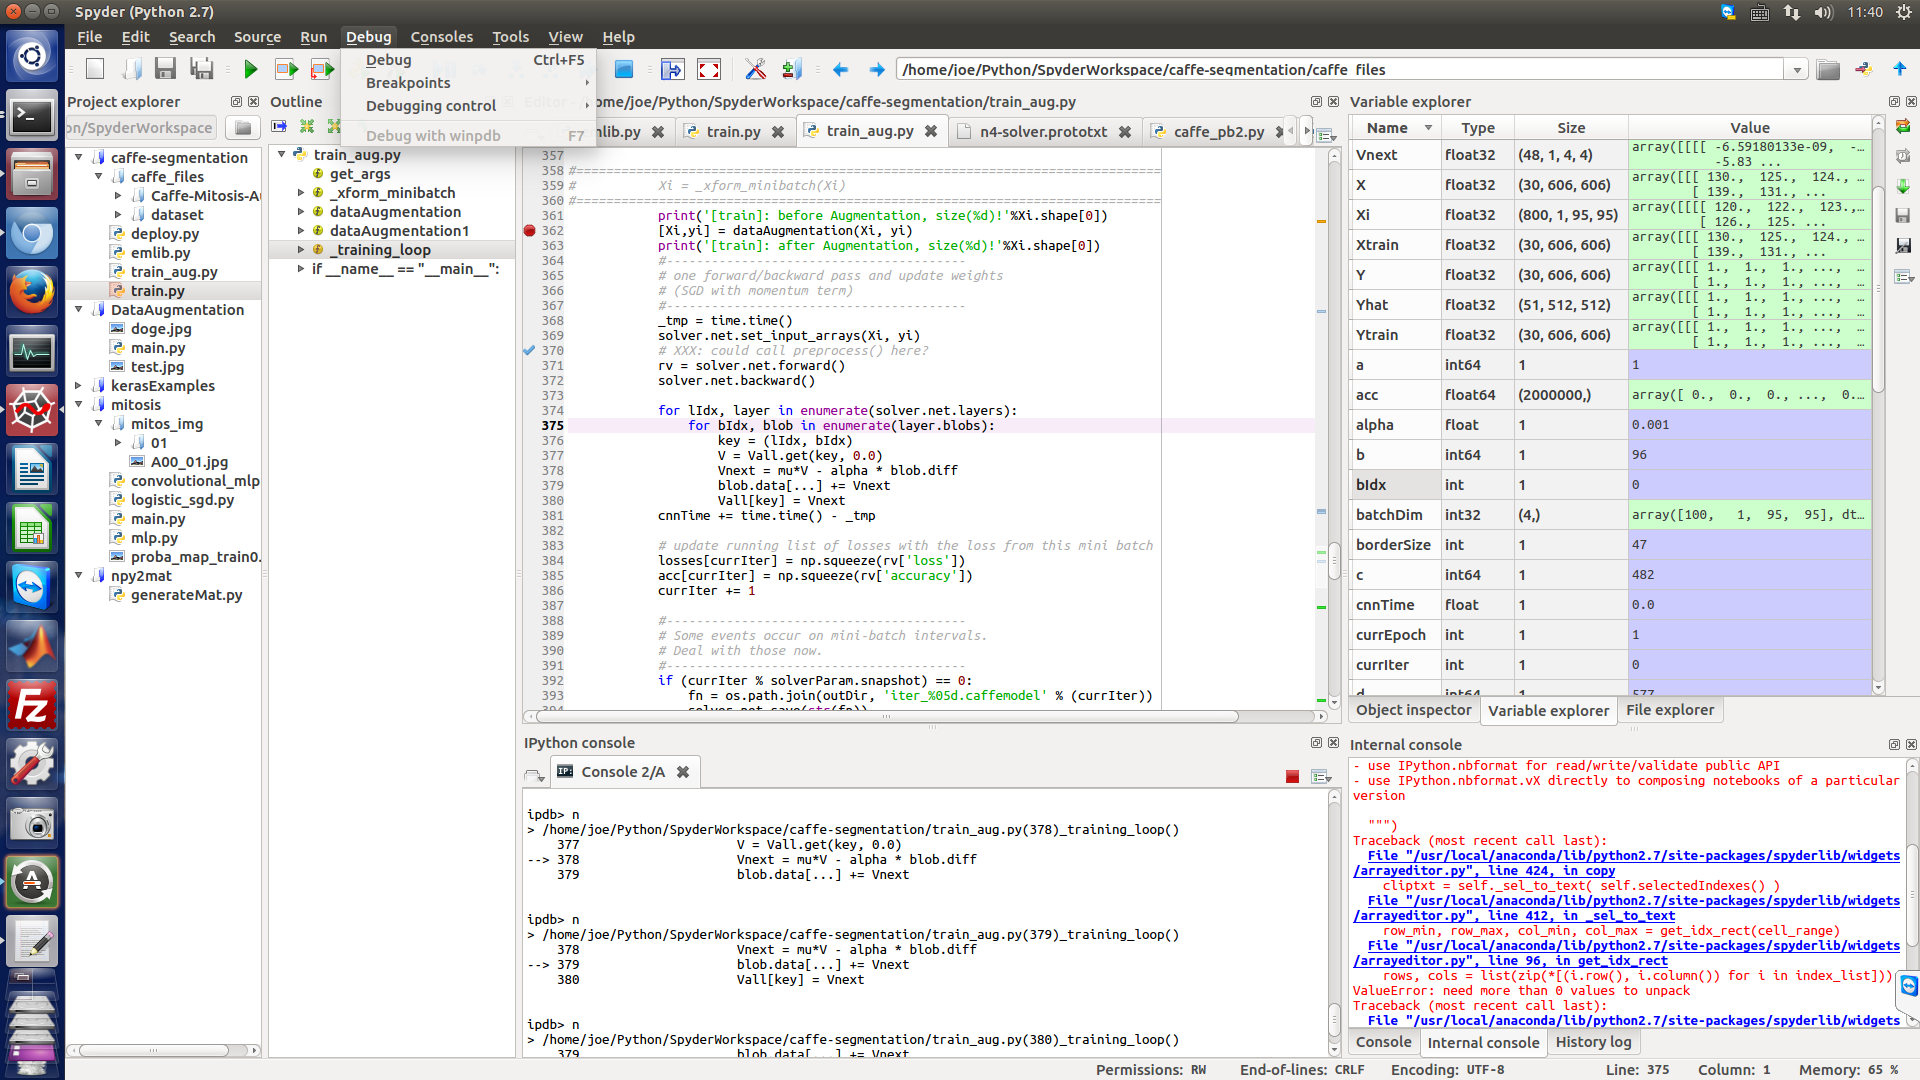 Spyder (Python 2.7)
11:40
File Edit Search Source Run Debug Consoles Tools View Help
Debug Ctrl+F5
Breakpoints
Debugging control
Debug with winpdb F7
/home/joe/Python/SpyderWorkspace/caffe-segmentation/caffe_files
Project explorer
on/SpyderWorkspace
caffe-segmentation
caffe_files
Caffe-Mitosis-A
dataset
deploy.py
emlib.py
train_aug.py
train.py
DataAugmentation
doge.jpg
main.py
test.jpg
kerasExamples
mitosis
mitos_img
01
A00_01.jpg
convolutional_mlp
logistic_sgd.py
main.py
mlp.py
proba_map_train0.
npy2mat
generateMat.py
Outline
train_aug.py
get_args
_xform_minibatch
dataAugmentation
dataAugmentation1
_training_loop
if __name__ == "__main__":
ome/joe/Python/SpyderWorkspace/caffe-segmentation/train_aug.py
lib.py train.py train_aug.py n4-solver.prototxt caffe_pb2.py
357
358 #===============================================================================
359 # Xi = _xform_minibatch(Xi)
360 #===============================================================================
361 print('[train]: before Augmentation, size(%d)!'%Xi.shape[0])
362 [Xi,yi] = dataAugmentation(Xi, yi)
363 print('[train]: after Augmentation, size(%d)!'%Xi.shape[0])
364 #----------------------------------------
365 # one forward/backward pass and update weights
366 # (SGD with momentum term)
367 #----------------------------------------
368 _tmp = time.time()
369 solver.net.set_input_arrays(Xi, yi)
370 # XXX: could call preprocess() here?
371 rv = solver.net.forward()
372 solver.net.backward()
373
374 for lIdx, layer in enumerate(solver.net.layers):
375 for bIdx, blob in enumerate(layer.blobs):
376 key = (lIdx, bIdx)
377 V = Vall.get(key, 0.0)
378 Vnext = mu*V - alpha * blob.diff
379 blob.data[...] += Vnext
380 Vall[key] = Vnext
381 cnnTime += time.time() - _tmp
382
383 # update running list of losses with the loss from this mini batch
384 losses[currIter] = np.squeeze(rv['loss'])
385 acc[currIter] = np.squeeze(rv['accuracy'])
386 currIter += 1
387
388 #----------------------------------------
389 # Some events occur on mini-batch intervals.
390 # Deal with those now.
391 #----------------------------------------
392 if (currIter % solverParam.snapshot) == 0:
393 fn = os.path.join(outDir, 'iter_%05d.caffemodel' % (currIter))
394 solver.net.save(str(fn))
IPython console
Console 2/A
ipdb> n
> /home/joe/Python/SpyderWorkspace/caffe-segmentation/train_aug.py(378)_training_loop()
377 V = Vall.get(key, 0.0)
--> 378 Vnext = mu*V - alpha * blob.diff
379 blob.data[...] += Vnext
ipdb> n
> /home/joe/Python/SpyderWorkspace/caffe-segmentation/train_aug.py(379)_training_loop()
378 Vnext = mu*V - alpha * blob.diff
--> 379 blob.data[...] += Vnext
380 Vall[key] = Vnext
ipdb> n
> /home/joe/Python/SpyderWorkspace/caffe-segmentation/train_aug.py(380)_training_loop()
379 blob.data[...] += Vnext
Variable explorer
Name Type Size Value
Vnext float32 (48, 1, 4, 4) array([[[[ -6.59180133e-09, -...
-5.83 ...
X float32 (30, 606, 606) array([[[ 130., 125., 124., ...
[ 139., 131., ...
Xi float32 (800, 1, 95, 95) array([[[[ 120., 122., 123.,...
[ 126., 125. ...
Xtrain float32 (30, 606, 606) array([[[ 130., 125., 124., ...
[ 139., 131., ...
Y float32 (30, 606, 606) array([[[ 1., 1., 1., ..., ...
[ 1., 1., 1., ...
Yhat float32 (51, 512, 512) array([[[ 1., 1., 1., ..., ...
[ 1., 1., 1., ...
Ytrain float32 (30, 606, 606) array([[[ 1., 1., 1., ..., ...
[ 1., 1., 1., ..., ...
a int64 1 1
acc float64 (2000000,) array([ 0., 0., 0., ..., 0....
alpha float 1 0.001
b int64 1 96
bIdx int 1 0
batchDim int32 (4,) array([100, 1, 95, 95], dt...
borderSize int 1 47
c int64 1 482
cnnTime float 1 0.0
currEpoch int 1 1
currIter int 1 0
d int64 1 577
Object inspector Variable explorer File explorer
Internal console
- use IPython.nbformat for read/write/validate public API
- use IPython.nbformat.vX directly to composing notebooks of a particular
version
""")
Traceback (most recent call last):
File "/usr/local/anaconda/lib/python2.7/site-packages/spyderlib/widgets
/arrayeditor.py", line 424, in copy
cliptxt = self._sel_to_text( self.selectedIndexes() )
File "/usr/local/anaconda/lib/python2.7/site-packages/spyderlib/widgets
/arrayeditor.py", line 412, in _sel_to_text
row_min, row_max, col_min, col_max = get_idx_rect(cell_range)
File "/usr/local/anaconda/lib/python2.7/site-packages/spyderlib/widgets
/arrayeditor.py", line 96, in get_idx_rect
rows, cols = list(zip(*[(i.row(), i.column()) for i in index_list]))
ValueError: need more than 0 values to unpack
Traceback (most recent call last):
File "/usr/local/anaconda/lib/python2.7/site-packages/spyderlib/widgets
Console Internal console History log
Permissions: RW End-of-lines: CRLF Encoding: UTF-8 Line: 375 Column: 1 Memory: 65 %